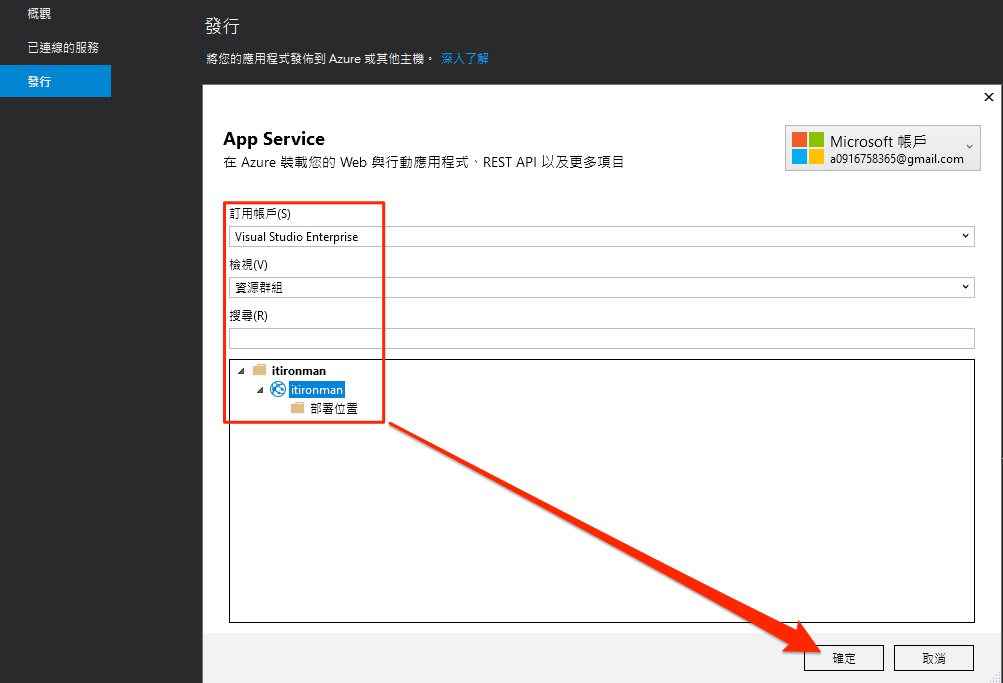 概觀
已連線的服務
發行
發行
將您的應用程式發佈到 Azure 或其他主機。 深入了解
App Service
在 Azure 裝載您的 Web 與行動應用程式、REST API 以及更多項目
Microsoft 帳戶
a0916758365@gmail.com
訂用帳戶(S)
Visual Studio Enterprise
檢視(V)
資源群組
搜尋(R)
itironman
itironman
部署位置
確定
取消